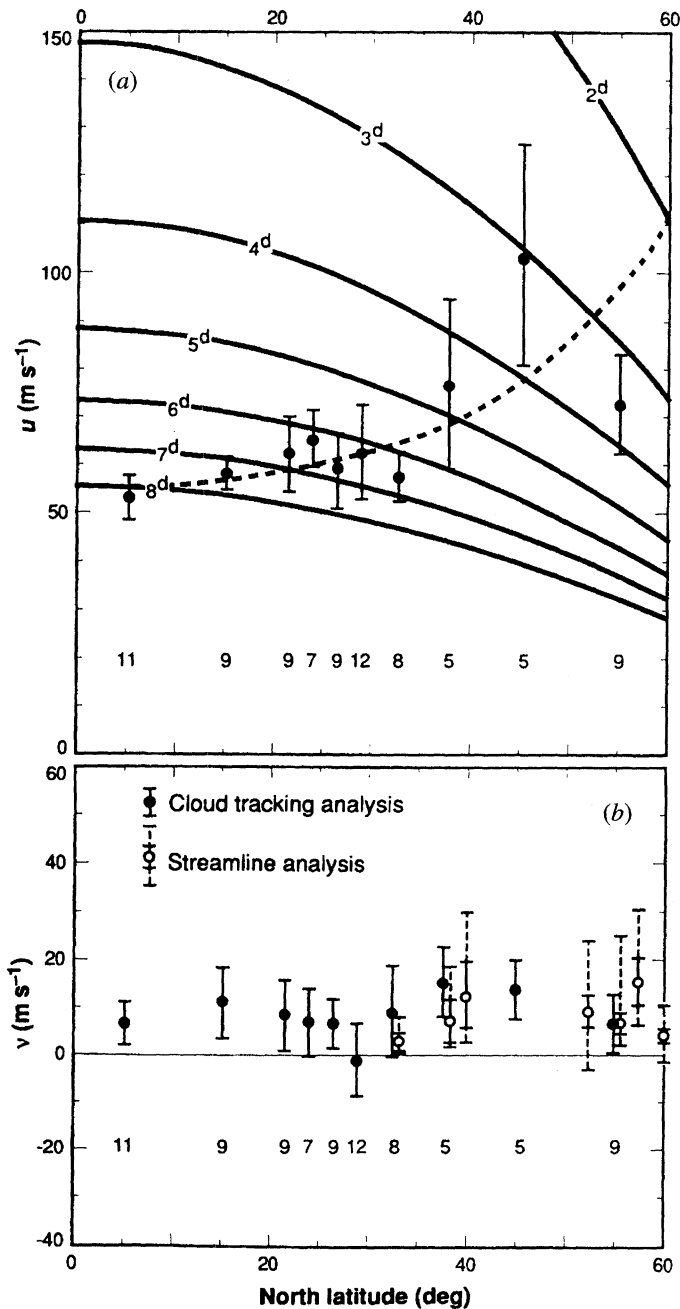 0 20 40 60
150
(a)
2d
3d
100
4d
u (m s⁻¹)
5d
6d
7d
50
8d
11 9 9 7 9 12 8 5 5 9
0
60
Cloud tracking analysis
(b)
40
Streamline analysis
20
v (m s⁻¹)
0
-20
11 9 9 7 9 12 8 5 5 9
-40
0 20 40 60
North latitude (deg)